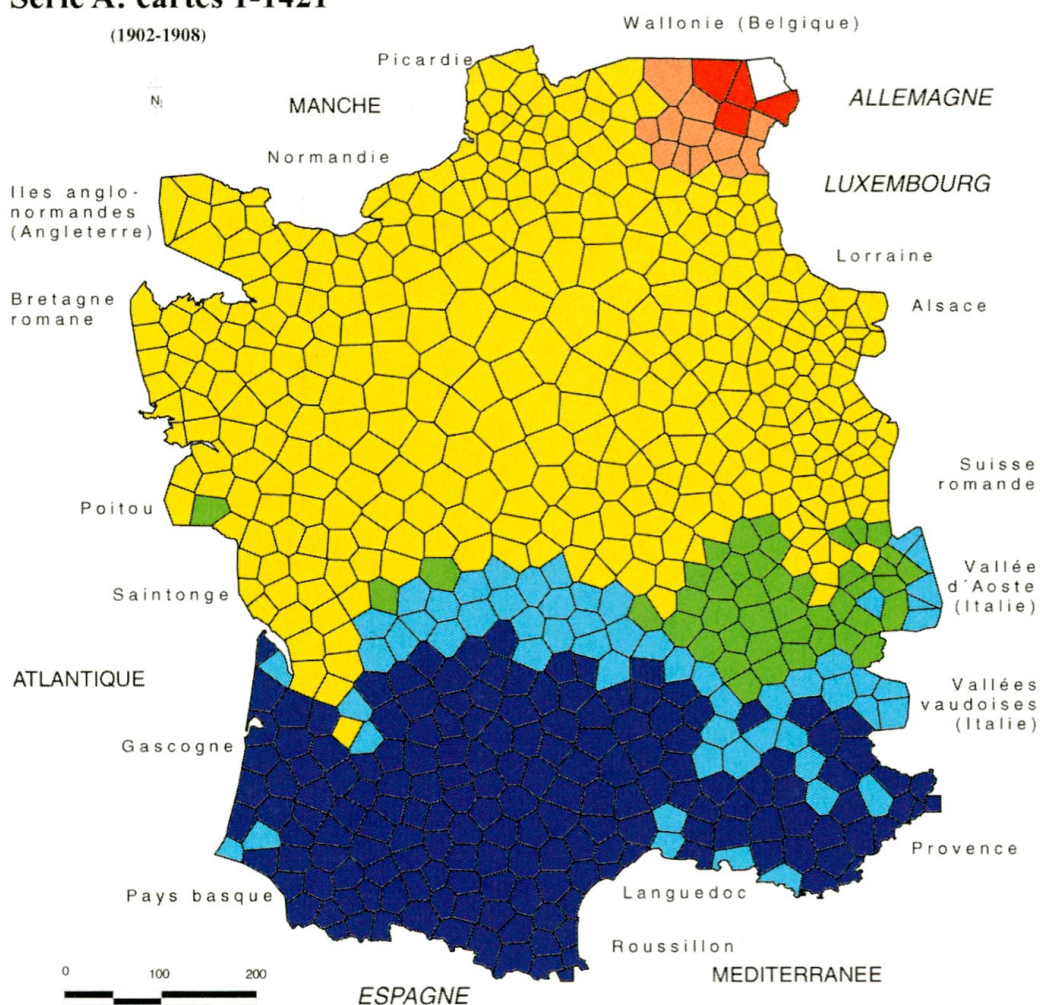 Série A: cartes 1-1421
(1902-1908)
Wallonie (Belgique)
Picardie
N
MANCHE
ALLEMAGNE
Normandie
Iles anglo-
normandes
(Angleterre)
LUXEMBOURG
Lorraine
Bretagne
romane
Alsace
Suisse
romande
Poitou
Vallée
d'Aoste
(Italie)
Saintonge
ATLANTIQUE
Vallées
vaudoises
(Italie)
Gascogne
Provence
Pays basque
Languedoc
Roussillon
MEDITERRANEE
0 100 200
ESPAGNE